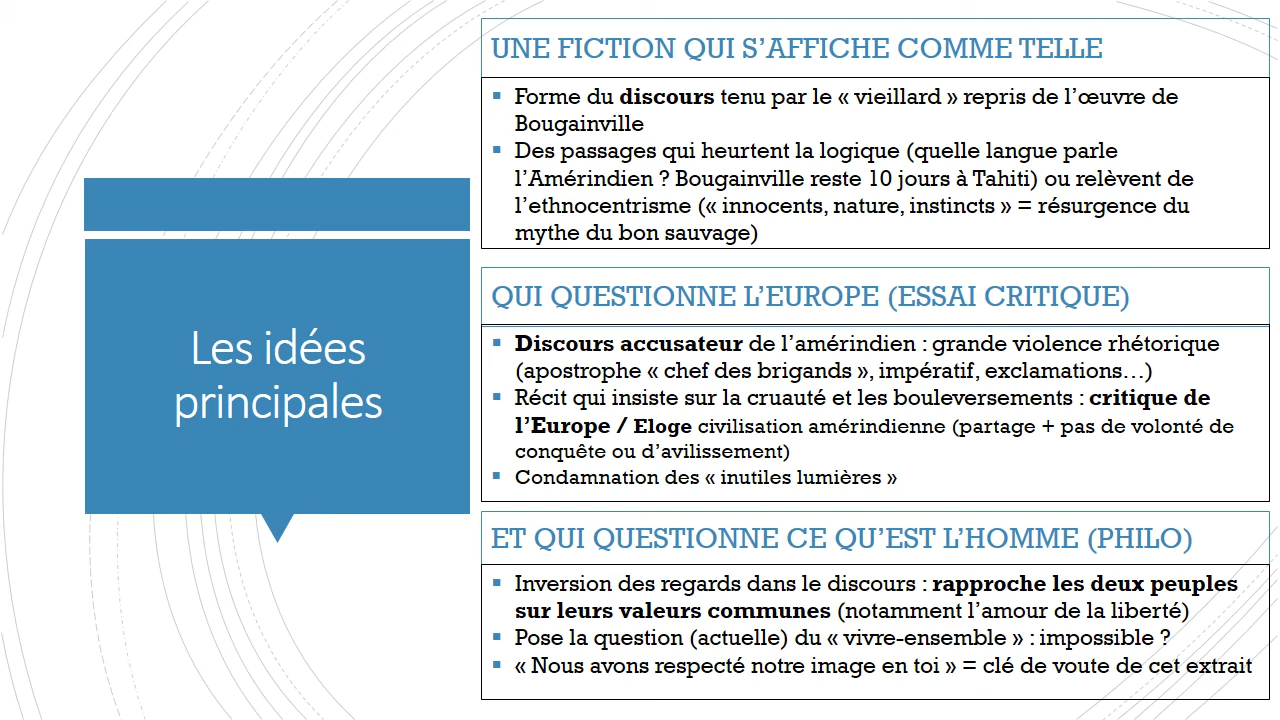 Les idées
principales
UNE FICTION QUI S’AFFICHE COMME TELLE
▪ Forme du discours tenu par le « vieillard » repris de l’œuvre de
Bougainville
▪ Des passages qui heurtent la logique (quelle langue parle
l’Amérindien ? Bougainville reste 10 jours à Tahiti) ou relèvent de
l’ethnocentrisme (« innocents, nature, instincts » = résurgence du
mythe du bon sauvage)
QUI QUESTIONNE L’EUROPE (ESSAI CRITIQUE)
▪ Discours accusateur de l’amérindien : grande violence rhétorique
(apostrophe « chef des brigands », impératif, exclamations…)
▪ Récit qui insiste sur la cruauté et les bouleversements : critique de
l’Europe / Eloge civilisation amérindienne (partage + pas de volonté de
conquête ou d’avilissement)
▪ Condamnation des « inutiles lumières »
ET QUI QUESTIONNE CE QU’EST L’HOMME (PHILO)
▪ Inversion des regards dans le discours : rapproche les deux peuples
sur leurs valeurs communes (notamment l’amour de la liberté)
▪ Pose la question (actuelle) du « vivre-ensemble » : impossible ?
▪ « Nous avons respecté notre image en toi » = clé de voute de cet extrait